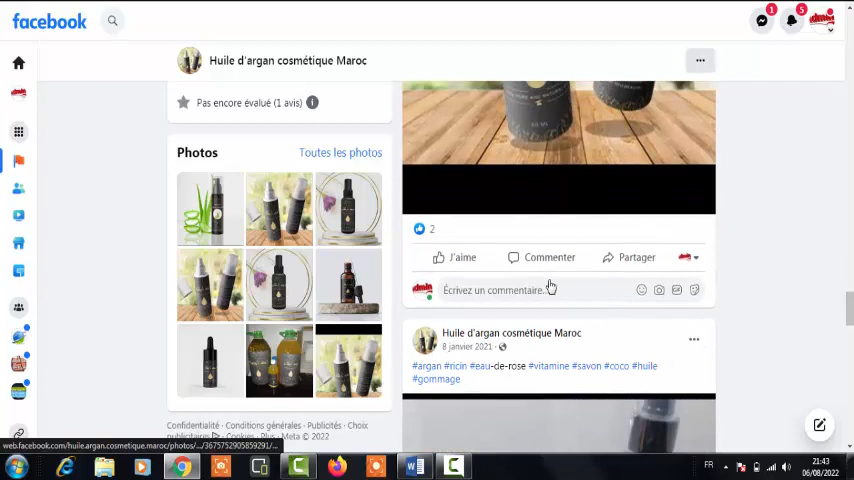 facebook
1
5
Huile d'argan cosmétique Maroc
Pas encore évalué (1 avis)
Photos
Toutes les photos
2
J'aime
Commenter
Partager
Écrivez un commentaire...
Huile d'argan cosmétique Maroc
8 janvier 2021 ·
#argan #ricin #eau-de-rose #vitamine #savon #coco #huile
#gommage
Confidentialité · Conditions générales · Publicités · Choix
publicitaires · Cookies · Plus · Meta © 2022
web.facebook.com/huile.argan.cosmetique.maroc/photos/.../3675752905859291/...
FR
21:43
06/08/2022